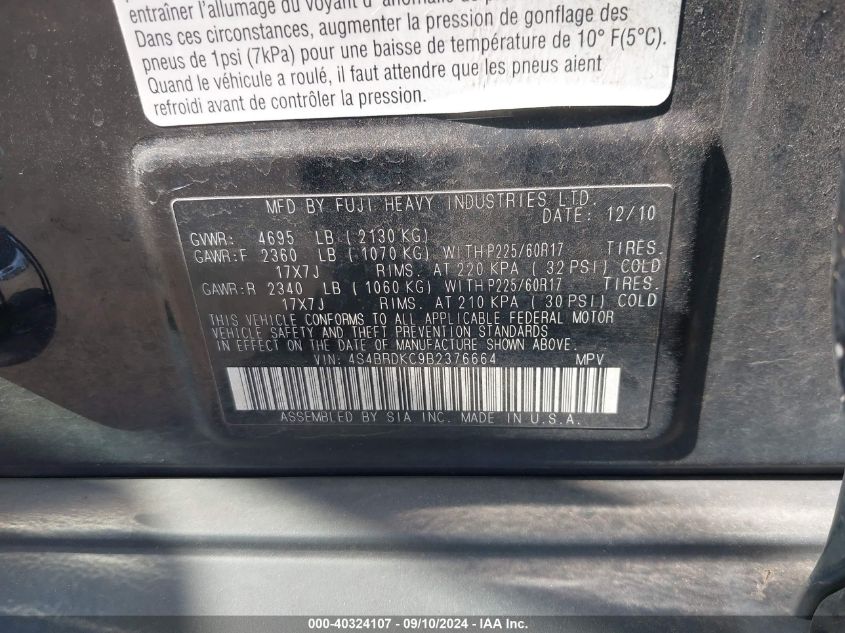 entraîner l'allumage du voyant d'anomalie de
Dans ces circonstances, augmenter la pression de gonflage des
pneus de 1psi (7kPa) pour une baisse de température de 10° F(5°C).
Quand le véhicule a roulé, il faut attendre que les pneus aient
refroidi avant de contrôler la pression.
MFD BY FUJI HEAVY INDUSTRIES LTD.
DATE: 12/10
GVWR: 4695 LB ( 2130 KG)
GAWR:F 2360 LB ( 1070 KG) WITH P225/60R17 TIRES.
17X7J RIMS. AT 220 KPA ( 32 PSI) COLD
GAWR:R 2340 LB ( 1060 KG) WITH P225/60R17 TIRES.
17X7J RIMS. AT 210 KPA ( 30 PSI) COLD
THIS VEHICLE CONFORMS TO ALL APPLICABLE FEDERAL MOTOR
VEHICLE SAFETY AND THEFT PREVENTION STANDARDS
IN EFFECT ON THE DATE OF MANUFACTURE SHOWN ABOVE.
VIN: 4S4BRDKC9B2376664 MPV
ASSEMBLED BY SIA INC. MADE IN U.S.A.
000-40324107 - 09/10/2024 - IAA Inc.